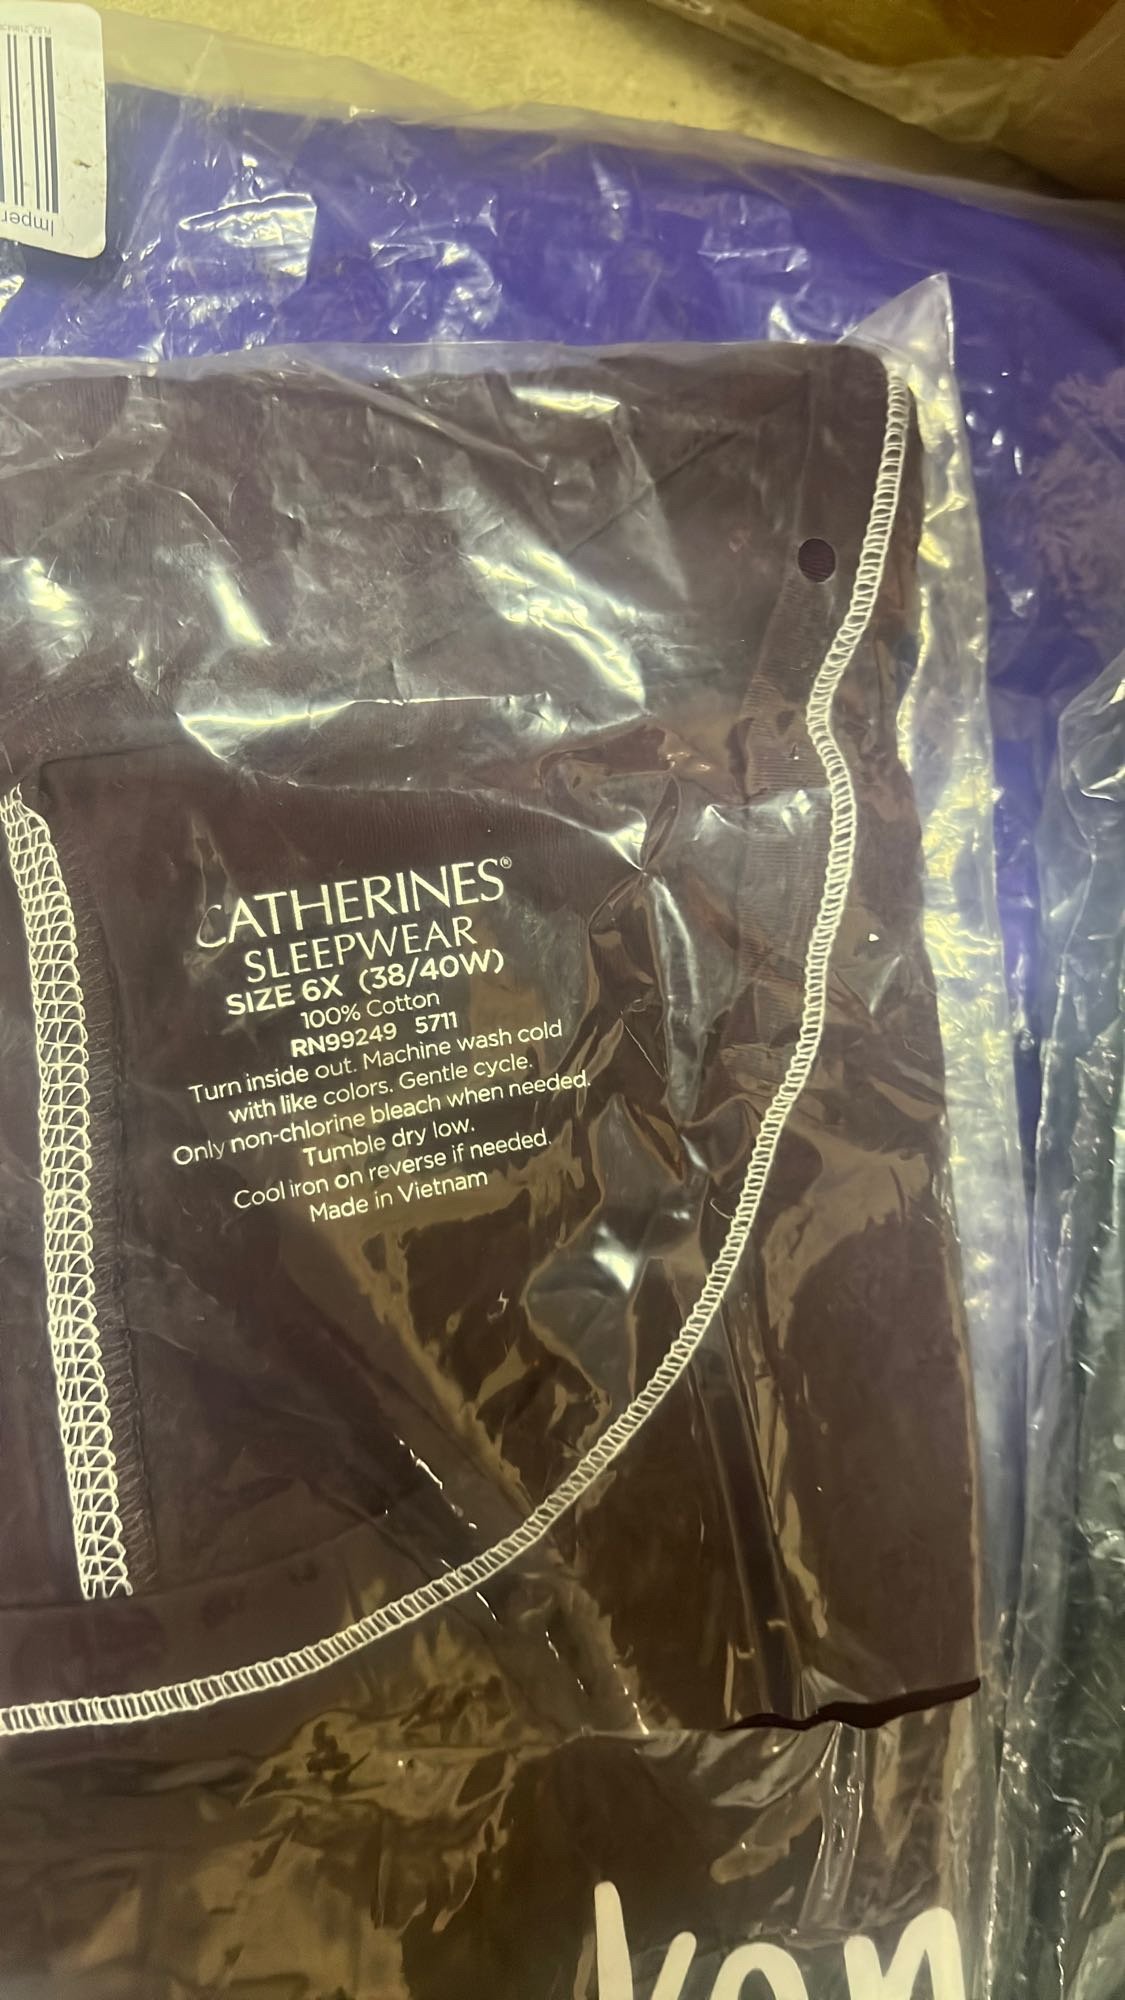 CATHERINES®
SLEEPWEAR
SIZE 6X (38/40W)
100% Cotton
RN99249 5711
Turn inside out. Machine wash cold
with like colors. Gentle cycle.
Only non-chlorine bleach when needed.
Tumble dry low.
Cool iron on reverse if needed.
Made in Vietnam